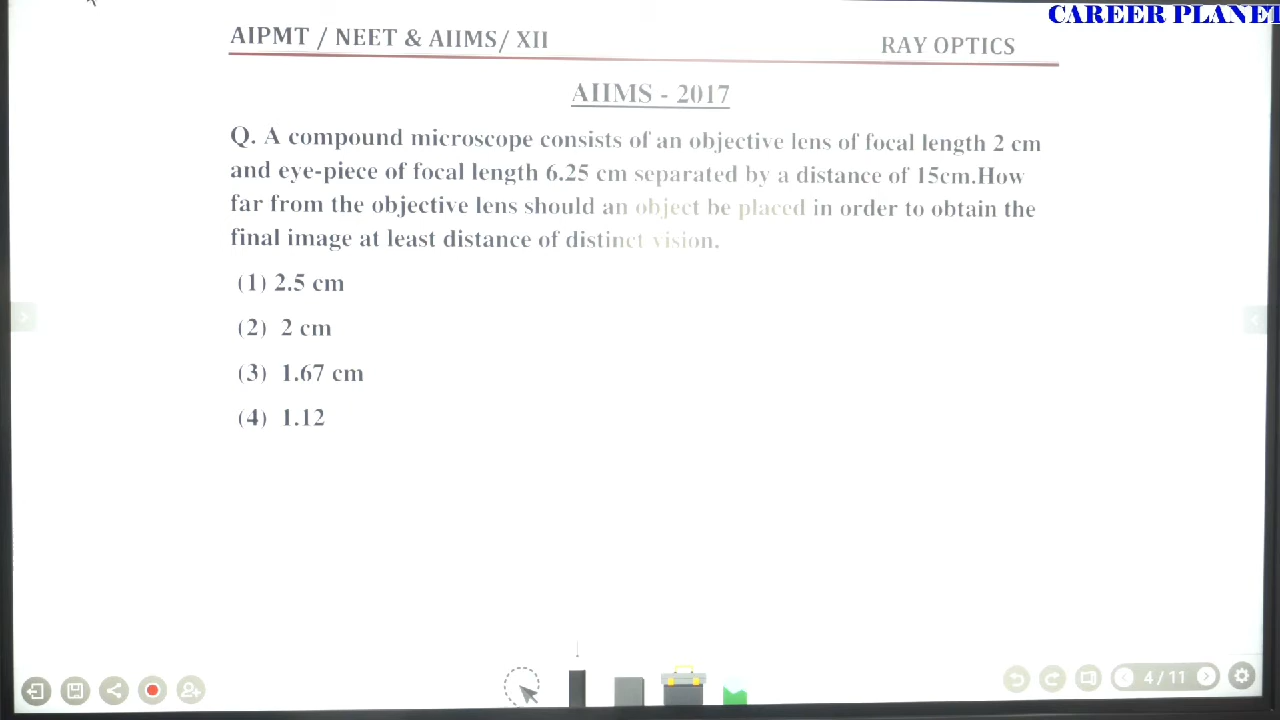 CAREER PLANET
AIPMT / NEET & AIIMS/ XII
RAY OPTICS
AIIMS - 2017
Q. A compound microscope consists of an objective lens of focal length 2 cm
and eye-piece of focal length 6.25 cm separated by a distance of 15cm.How
far from the objective lens should an object be placed in order to obtain the
final image at least distance of distinct vision.
(1) 2.5 cm
(2) 2 cm
(3) 1.67 cm
(4) 1.12
4 / 11